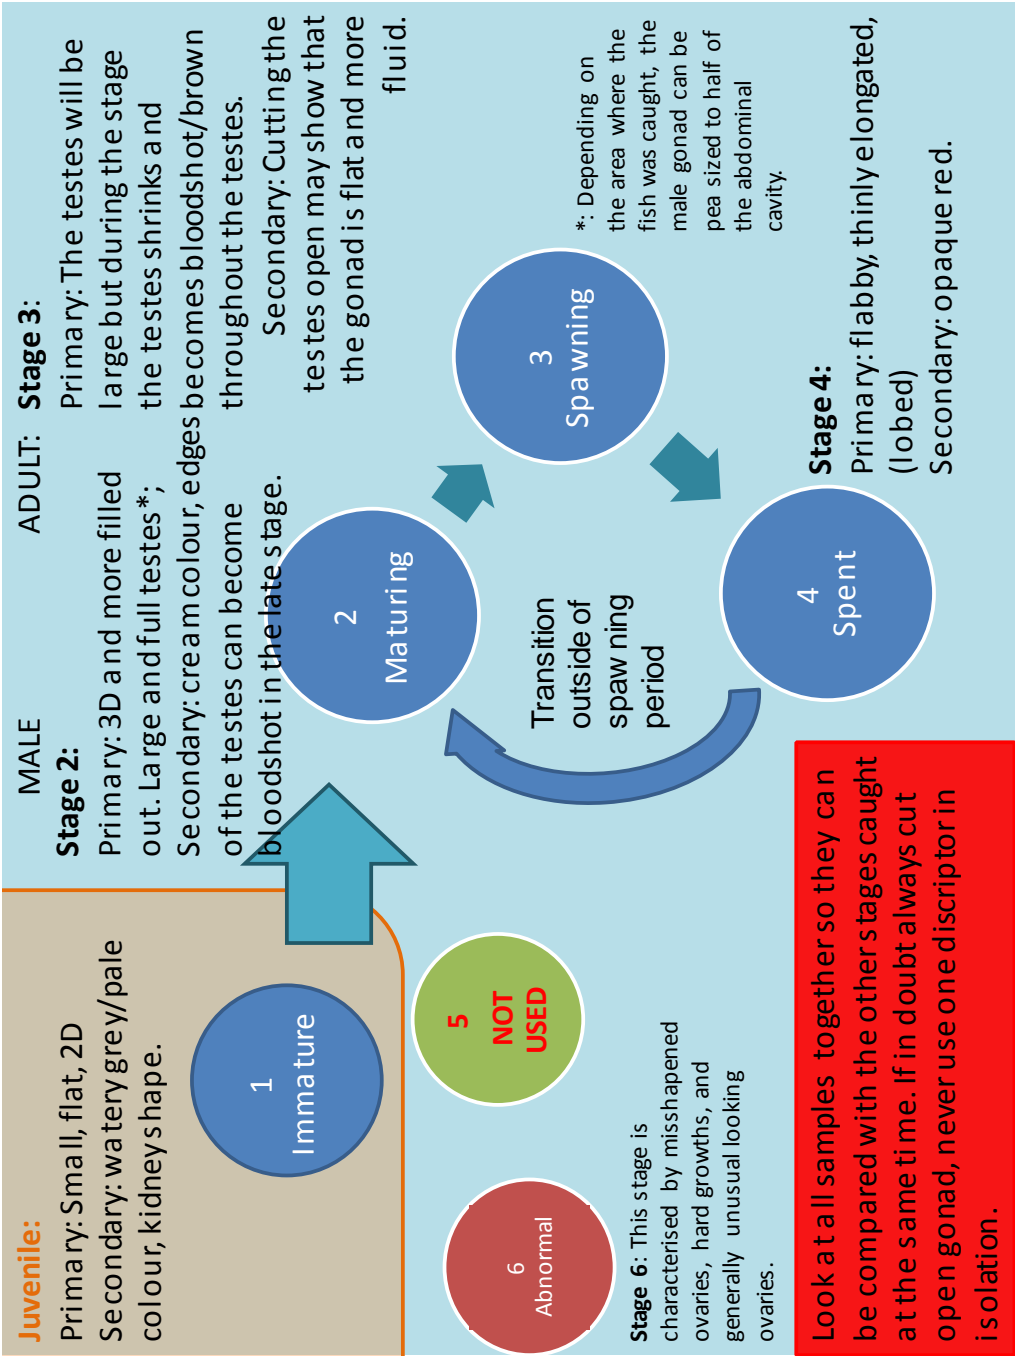 MALE
ADULT:
Juvenile:
Primary: Small, flat, 2D
Secondary: watery grey/pale
colour, kidney shape.
1
Immature
Stage 2:
Primary: 3D and more filled
out. Large and full testes*;
Secondary: cream colour, edges
of the testes can become
bloodshot in the late stage.
Stage 3:
Primary: The testes will be
large but during the stage
the testes shrinks and
becomes bloodshot/brown
throughout the testes.
Secondary: Cutting the
testes open may show that
the gonad is flat and more
fluid.
2
Maturing
3
Spawning
*: Depending on
the area where the
fish was caught, the
male gonad can be
pea sized to half of
the abdominal
cavity.
5
NOT
USED
6
Abnormal
Transition
outside of
spawning
period
4
Spent
Stage 4:
Primary: flabby, thinly elongated,
(lobed)
Secondary: opaque red.
Stage 6: This stage is
characterised by misshapened
ovaries, hard growths, and
generally unusual looking
ovaries.
Look at all samples together so they can
be compared with the other stages caught
at the same time. If in doubt always cut
open gonad, never use one discriptor in
isolation.